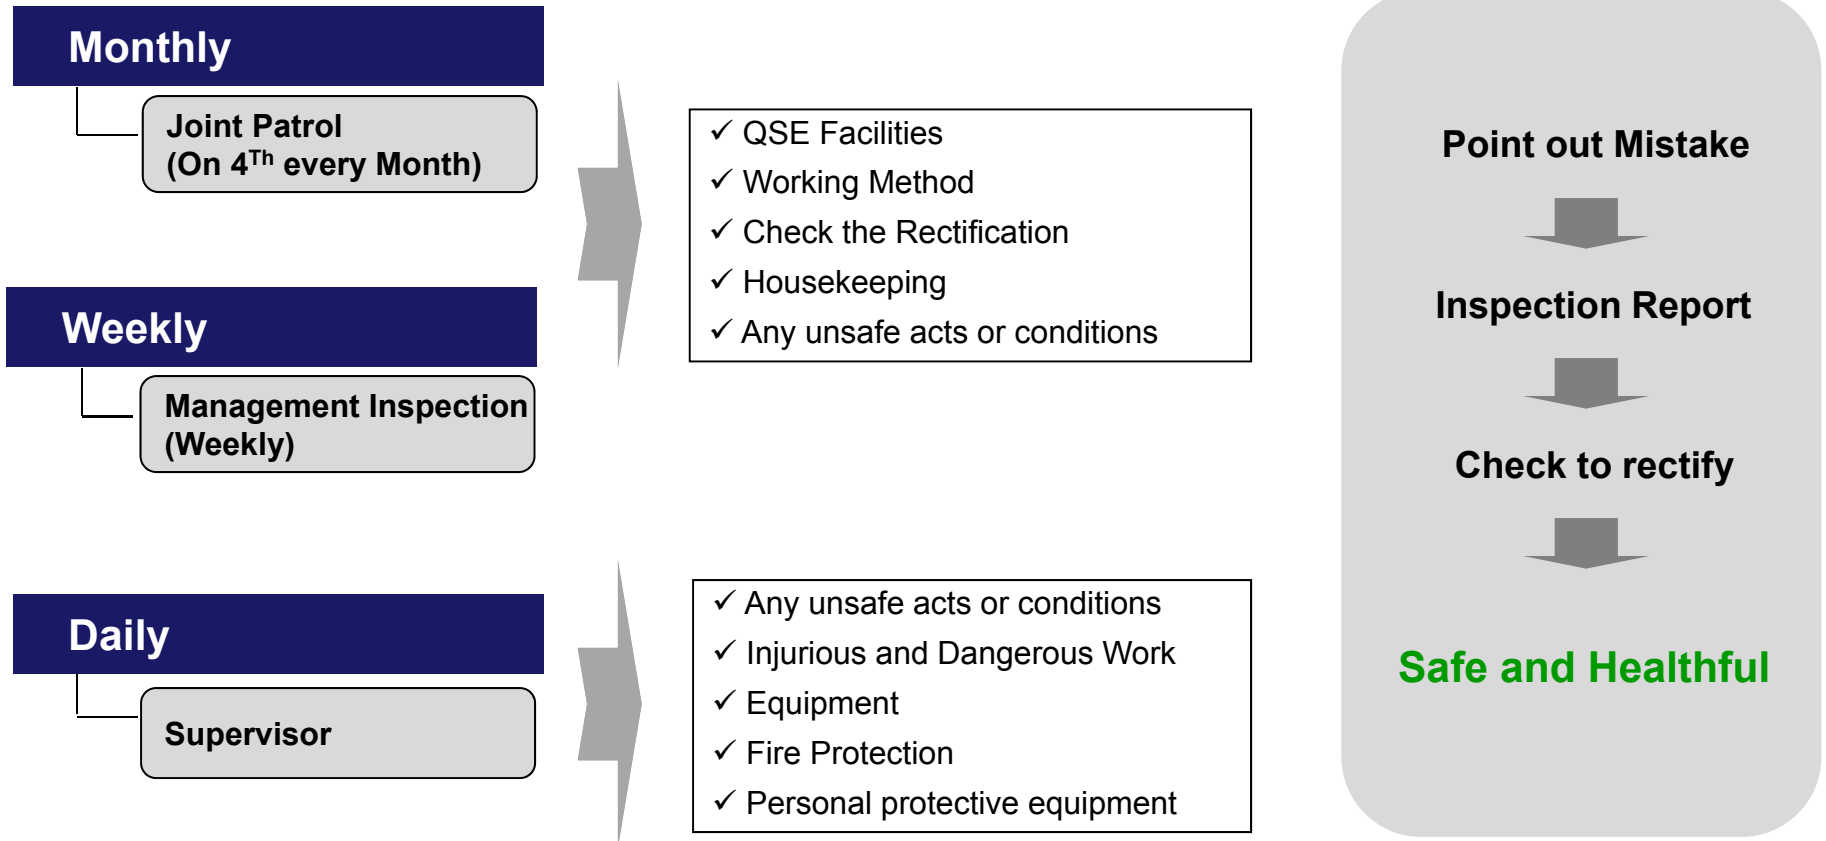 Monthly
Joint Patrol
(On 4Th every Month)
Weekly
Management Inspection
(Weekly)
Daily
Supervisor
✓ QSE Facilities
✓ Working Method
✓ Check the Rectification
✓ Housekeeping
✓ Any unsafe acts or conditions
✓ Any unsafe acts or conditions
✓ Injurious and Dangerous Work
✓ Equipment
✓ Fire Protection
✓ Personal protective equipment
Point out Mistake
Inspection Report
Check to rectify
Safe and Healthful